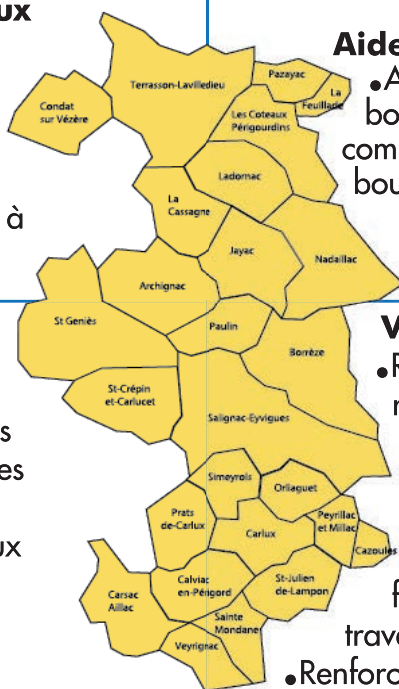 ux
Aide
•A
bo
com
bou
à
V
•R
s
es
ux
f
trav
•Renforc
Terrasson-Lavilledieu
Pazayac
La
Feuillade
Condat
sur Vézère
Les Coteaux
Périgourdins
Ladornac
La
Cassagne
Jayac
Nadaillac
Archignac
St Geniès
Paulin
Borrèze
St-Crépin
et-Carlucet
Salignac-Eyvigues
Simeyrols
Orliaguet
Prats
de-Carlux
Peyrillac
et Millac
Carlux
Cazoulès
Calviac
en-Périgord
St-Julien
de-Lampon
Carsac
Aillac
Sainte
Mondane
Veyrignac